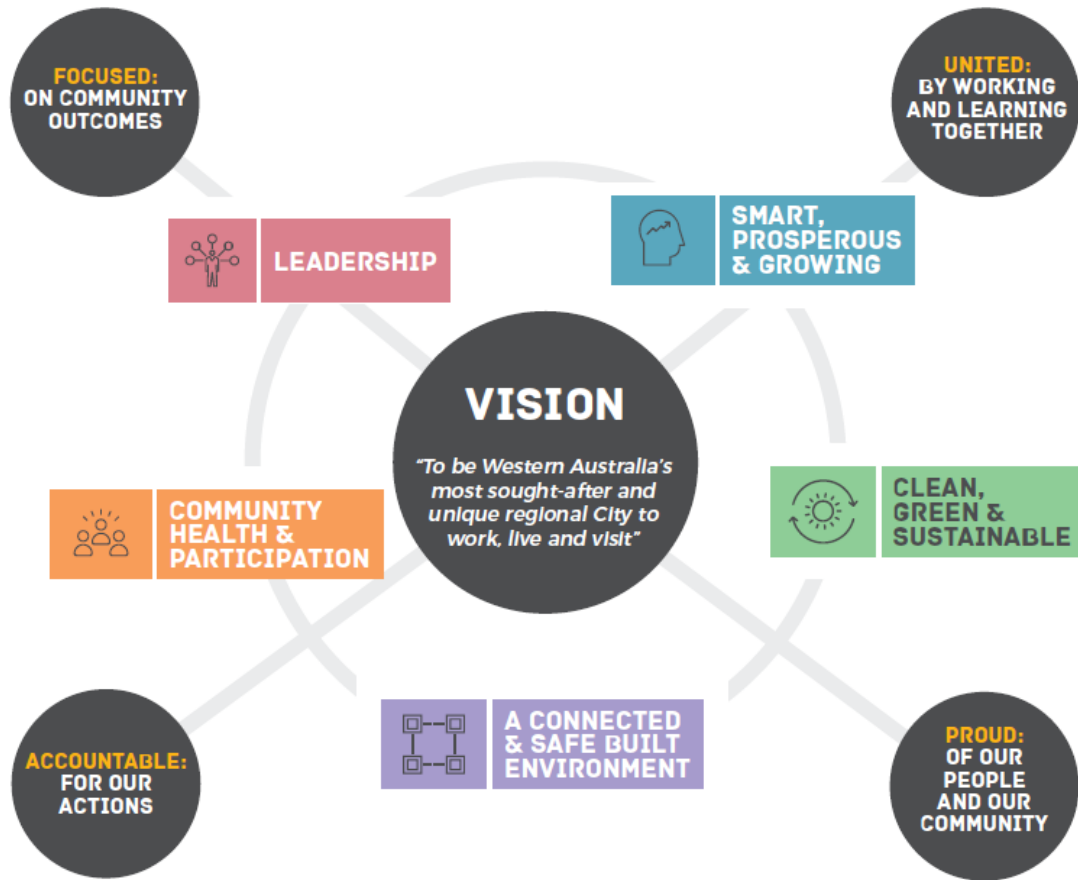 FOCUSED:
ON COMMUNITY
OUTCOMES
UNITED:
BY WORKING
AND LEARNING
TOGETHER
LEADERSHIP
SMART,
PROSPEROUS
& GROWING
VISION
“To be Western Australia’s
most sought-after and
unique regional City to
work, live and visit”
COMMUNITY
HEALTH &
PARTICIPATION
CLEAN,
GREEN &
SUSTAINABLE
ACCOUNTABLE:
FOR OUR
ACTIONS
A CONNECTED
& SAFE BUILT
ENVIRONMENT
PROUD:
OF OUR
PEOPLE
AND OUR
COMMUNITY